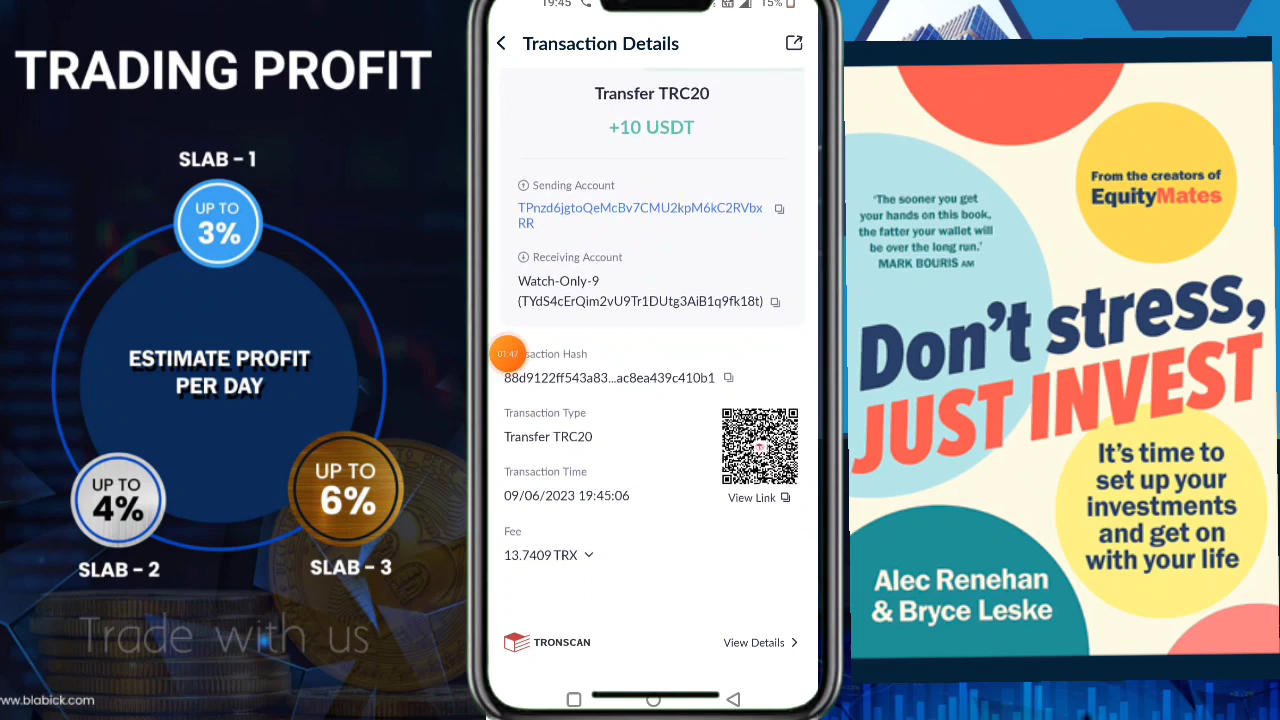 TRADING PROFIT
SLAB – 1
UP TO
3%
ESTIMATE PROFIT
PER DAY
UP TO
4%
SLAB – 2
UP TO
6%
SLAB – 3
Trade with us
www.blabick.com
19:45
15%
Transaction Details
Transfer TRC20
+10 USDT
Sending Account
TPnzd6jgtoQeMcBv7CMU2kpM6kC2RVbx
RR
Receiving Account
Watch-Only-9
(TYdS4cErQim2vU9Tr1DUtg3AiB1q9fk18t)
01:47
saction Hash
88d9122ff543a83...ac8ea439c410b1
Transaction Type
Transfer TRC20
Transaction Time
09/06/2023 19:45:06
View Link
Fee
13.7409 TRX
TRONSCAN
View Details
From the creators of
EquityMates
'The sooner you get
your hands on this book,
the fatter your wallet will
be over the long run.'
MARK BOURIS AM
Don't stress,
JUST INVEST
It's time to
set up your
investments
and get on
with your life
Alec Renehan
& Bryce Leske